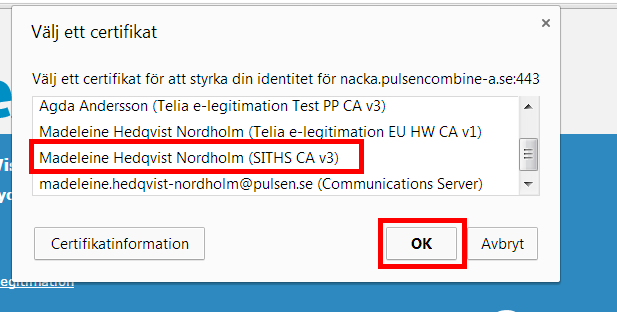 Välj ett certifikat
Välj ett certifikat för att styrka din identitet för nacka.pulsencombine-a.se:443
Agda Andersson (Telia e-legitimation Test PP CA v3)
Madeleine Hedqvist Nordholm (Telia e-legitimation EU HW CA v1)
Madeleine Hedqvist Nordholm (SITHS CA v3)
madeleine.hedqvist-nordholm@pulsen.se (Communications Server)
Certifikatinformation
OK
Avbryt
egitimation